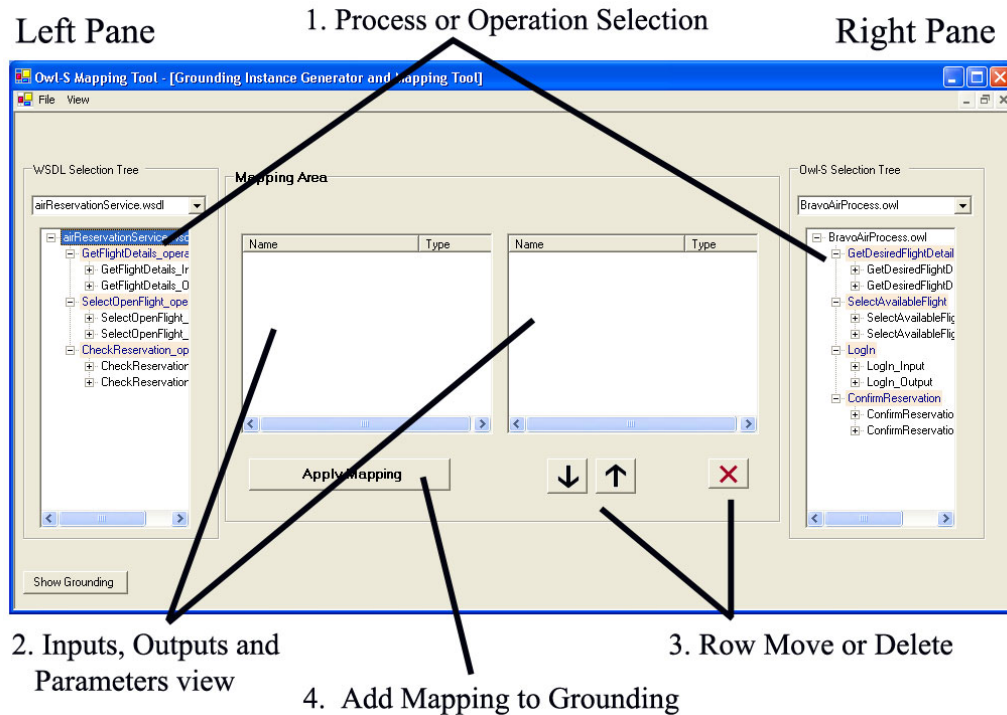 1. Process or Operation Selection
Left Pane
Right Pane
Owl-S Mapping Tool - [Grounding Instance Generator and Mapping Tool]
File View
WSDL Selection Tree
airReservationService.wsdl
airReservationService.wsd
GetFlightDetails_opera
GetFlightDetails_Ir
GetFlightDetails_O
SelectOpenFlight_ope
SelectOpenFlight_
SelectOpenFlight_
CheckReservation_op
CheckReservation
CheckReservation
Show Grounding
Mapping Area
Name Type
Name Type
Apply Mapping
Owl-S Selection Tree
BravoAirProcess.owl
BravoAirProcess.owl
GetDesiredFlightDetail
GetDesiredFlightD
GetDesiredFlightD
SelectAvailableFlight
SelectAvailableFlig
SelectAvailableFlig
LogIn
LogIn_Input
LogIn_Output
ConfirmReservation
ConfirmReservatio
ConfirmReservatio
2. Inputs, Outputs and
Parameters view
3. Row Move or Delete
4. Add Mapping to Grounding